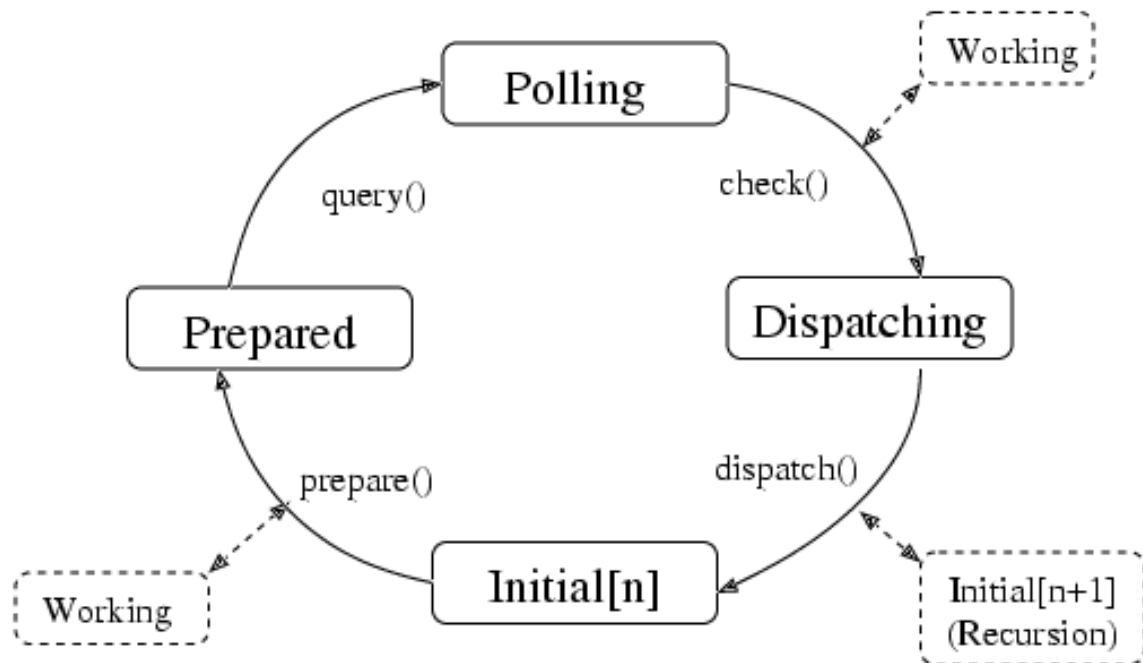 Working
Polling
check()
query()
Prepared
Dispatching
prepare()
dispatch()
Working
Initial[n]
Initial[n+1]
(Recursion)